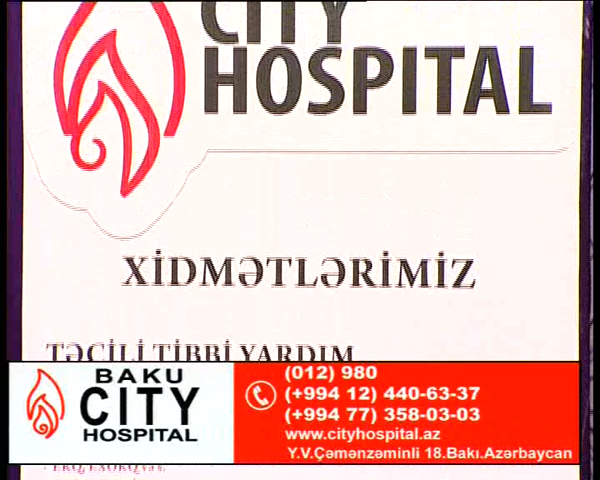 CITY
HOSPITAL
XİDMƏTLƏRİMİZ
TƏCİLİ TİBBİ YARDIM
BAKU
CITY
HOSPITAL
(012) 980
(+994 12) 440-63-37
(+994 77) 358-03-03
www.cityhospital.az
Y.V.Çəmənzəminli 18.Bakı.Azərbaycan